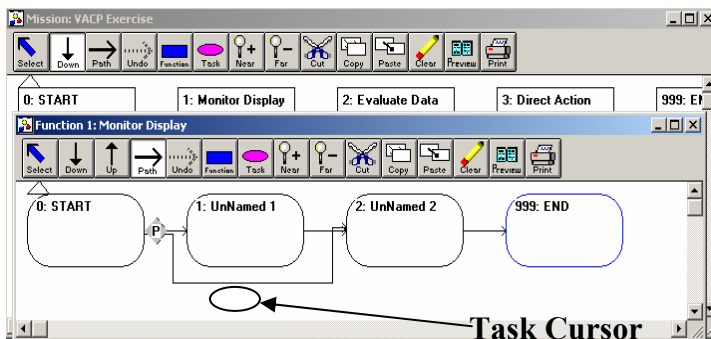 Mission: VACP Exercise
Select Down Path Undo Function Task Near Far Cut Copy Paste Clear Preview Print
0: START 1: Monitor Display 2: Evaluate Data 3: Direct Action 999: EN
Function 1: Monitor Display
Select Down Up Path Undo Function Task Near Far Cut Copy Paste Clear Preview Print
0: START P 1: UnNamed 1 2: UnNamed 2 999: END
Task Cursor